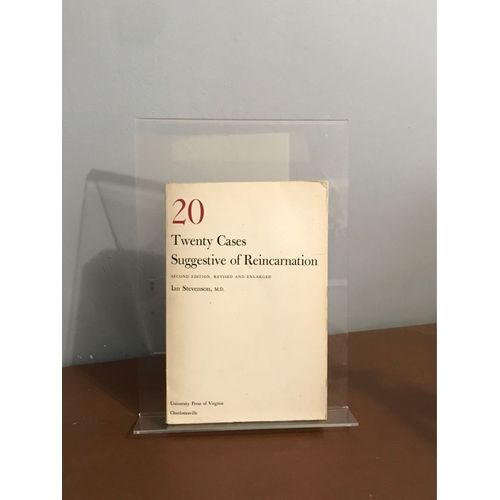 20
Twenty Cases
Suggestive of Reincarnation
SECOND EDITION, REVISED AND ENLARGED
Ian Stevenson, M.D.
University Press of Virginia
Charlottesville